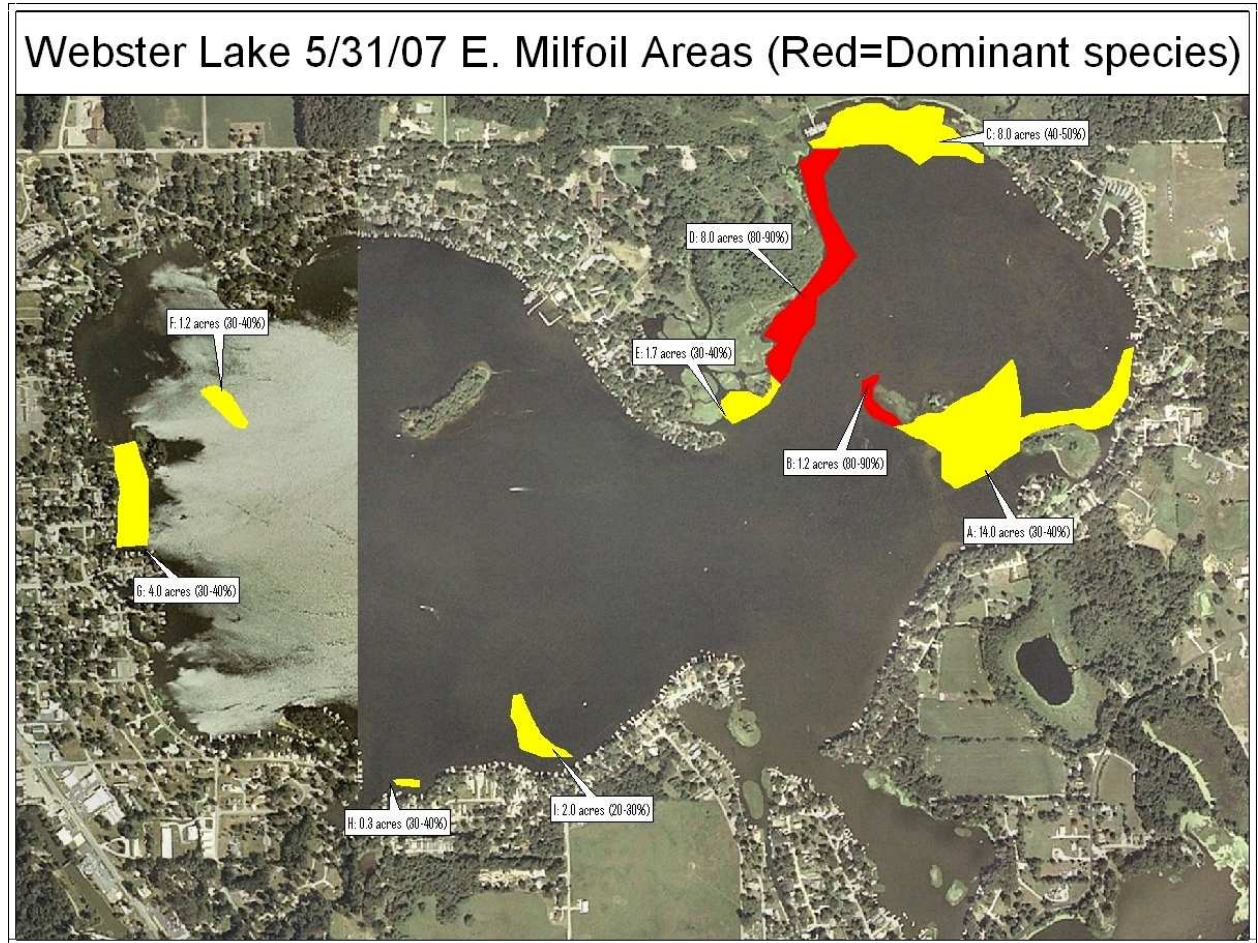 Webster Lake 5/31/07 E. Milfoil Areas (Red=Dominant species)
C: 8.0 acres (40-50%)
D: 8.0 acres (80-90%)
F: 1.2 acres (30-40%)
E: 1.7 acres (30-40%)
B: 1.2 acres (80-90%)
A: 14.0 acres (30-40%)
G: 4.0 acres (30-40%)
I: 2.0 acres (20-30%)
H: 0.3 acres (30-40%)